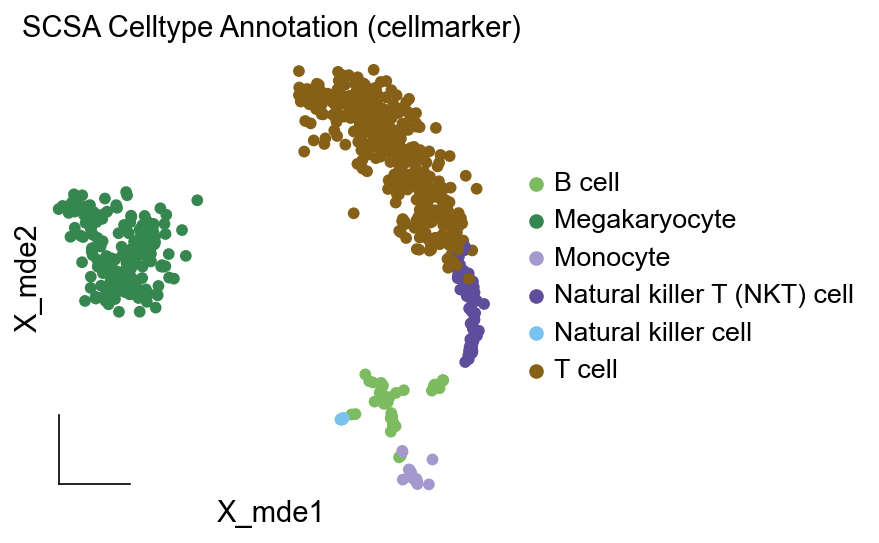 SCSA Celltype Annotation (cellmarker)
B cell
Megakaryocyte
Monocyte
Natural killer T (NKT) cell
Natural killer cell
T cell
X_mde2
X_mde1